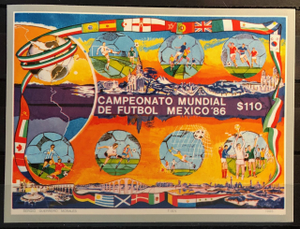 CAMPEONATO MUNDIAL
DE FUTBOL MEXICO '86
$110